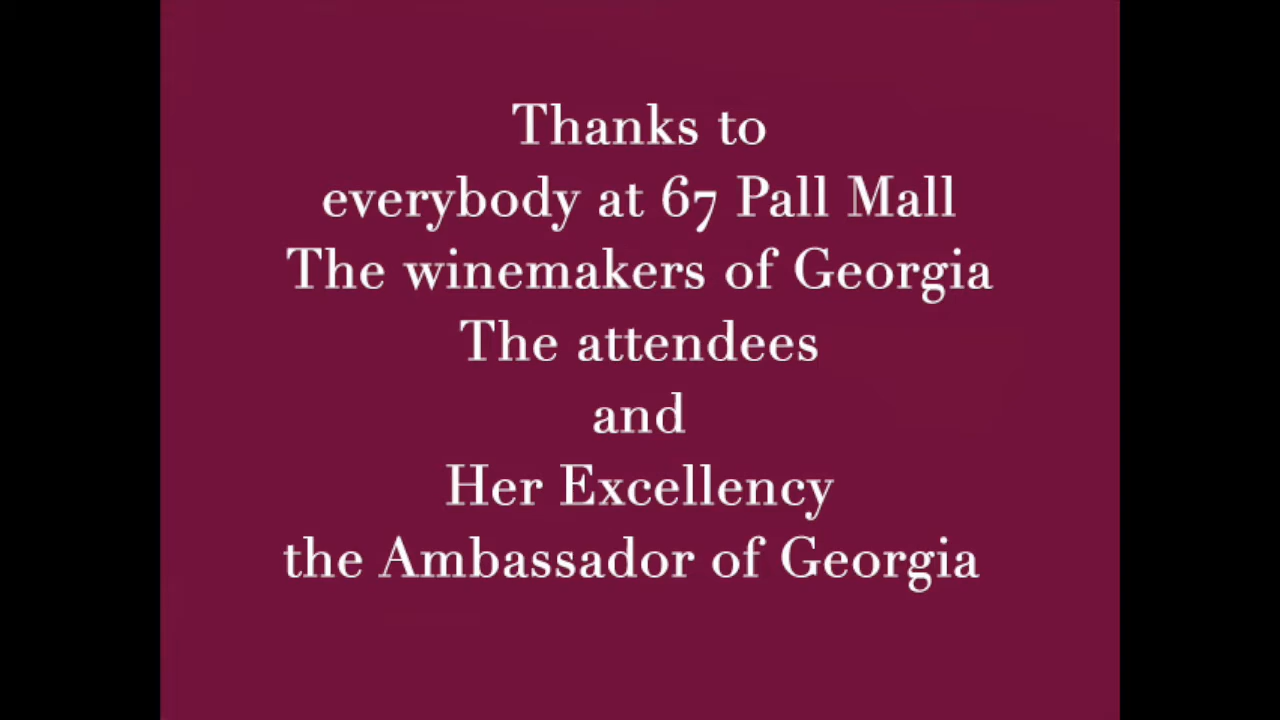 Thanks to
everybody at 67 Pall Mall
The winemakers of Georgia
The attendees
and
Her Excellency
the Ambassador of Georgia